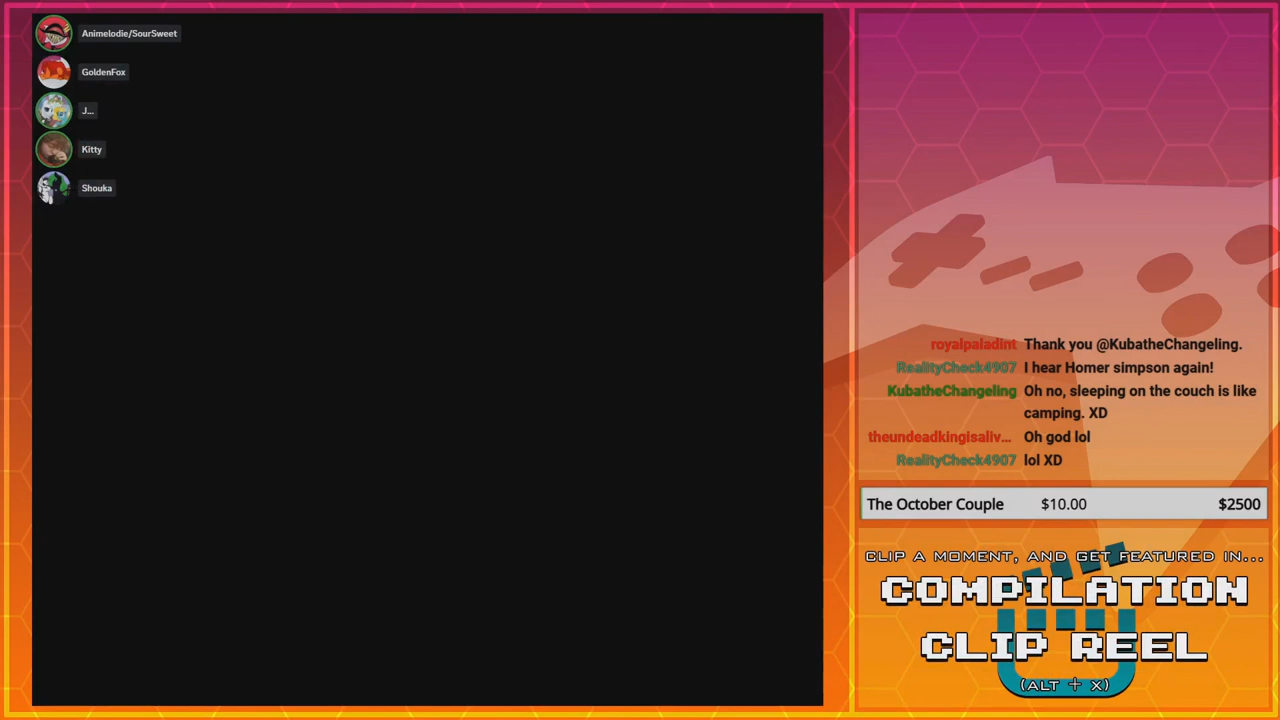 Animelodie/SourSweet
GoldenFox
J...
Kitty
Shouka
royalpaladint Thank you @KubatheChangeling.
RealityCheck4907 I hear Homer simpson again!
KubatheChangeling Oh no, sleeping on the couch is like
camping. XD
theundeadkingisaliv... Oh god lol
RealityCheck4907 lol XD
The October Couple $10.00 $2500
CLIP A MOMENT, AND GET FEATURED IN...
COMPILATION
CLIP REEL
(ALT + X)